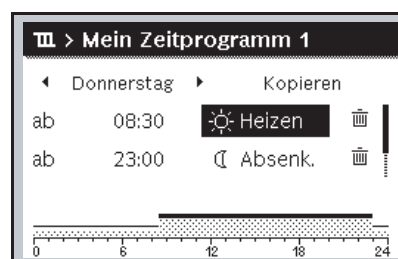 > Mein Zeitprogramm 1
Donnerstag Kopieren
ab 08:30 Heizen
ab 23:00 Absenk.
0 6 12 18 24